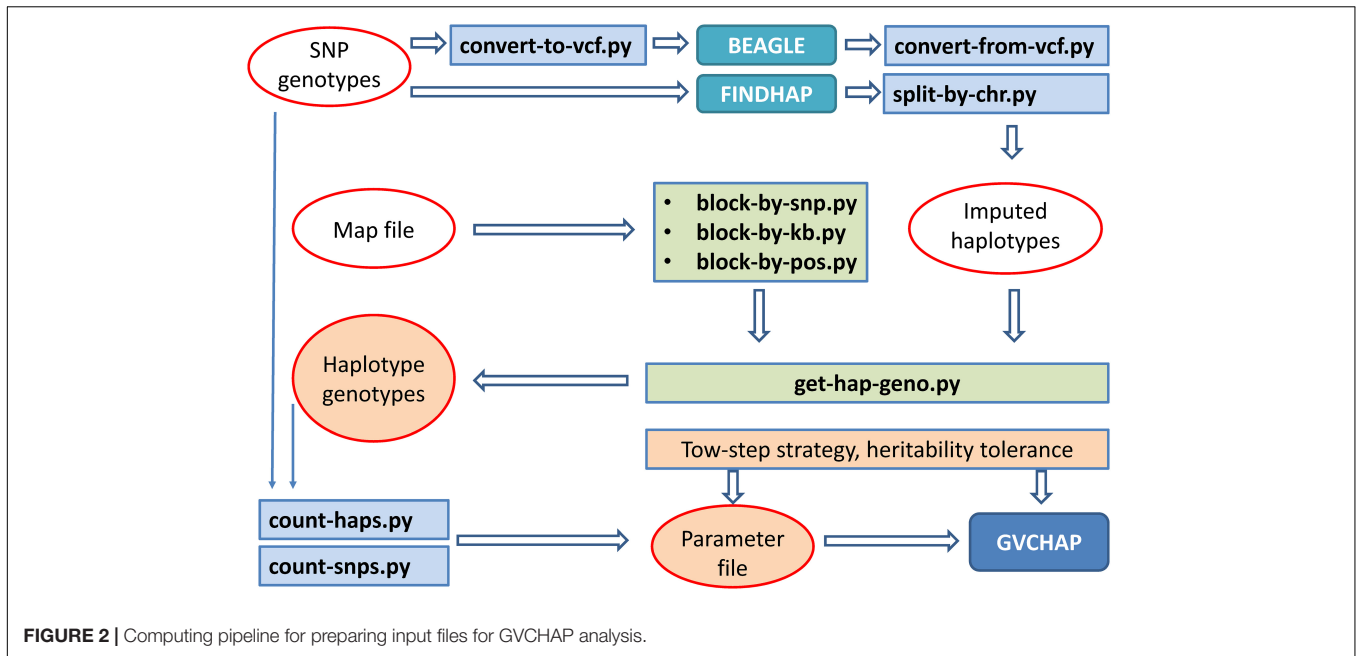 SNP
genotypes
convert-to-vcf.py
BEAGLE
convert-from-vcf.py
FINDHAP
split-by-chr.py
Map file
• block-by-snp.py
• block-by-kb.py
• block-by-pos.py
Imputed
haplotypes
Haplotype
genotypes
get-hap-geno.py
Tow-step strategy, heritability tolerance
count-haps.py
count-snps.py
Parameter
file
GVCHAP
FIGURE 2 | Computing pipeline for preparing input files for GVCHAP analysis.